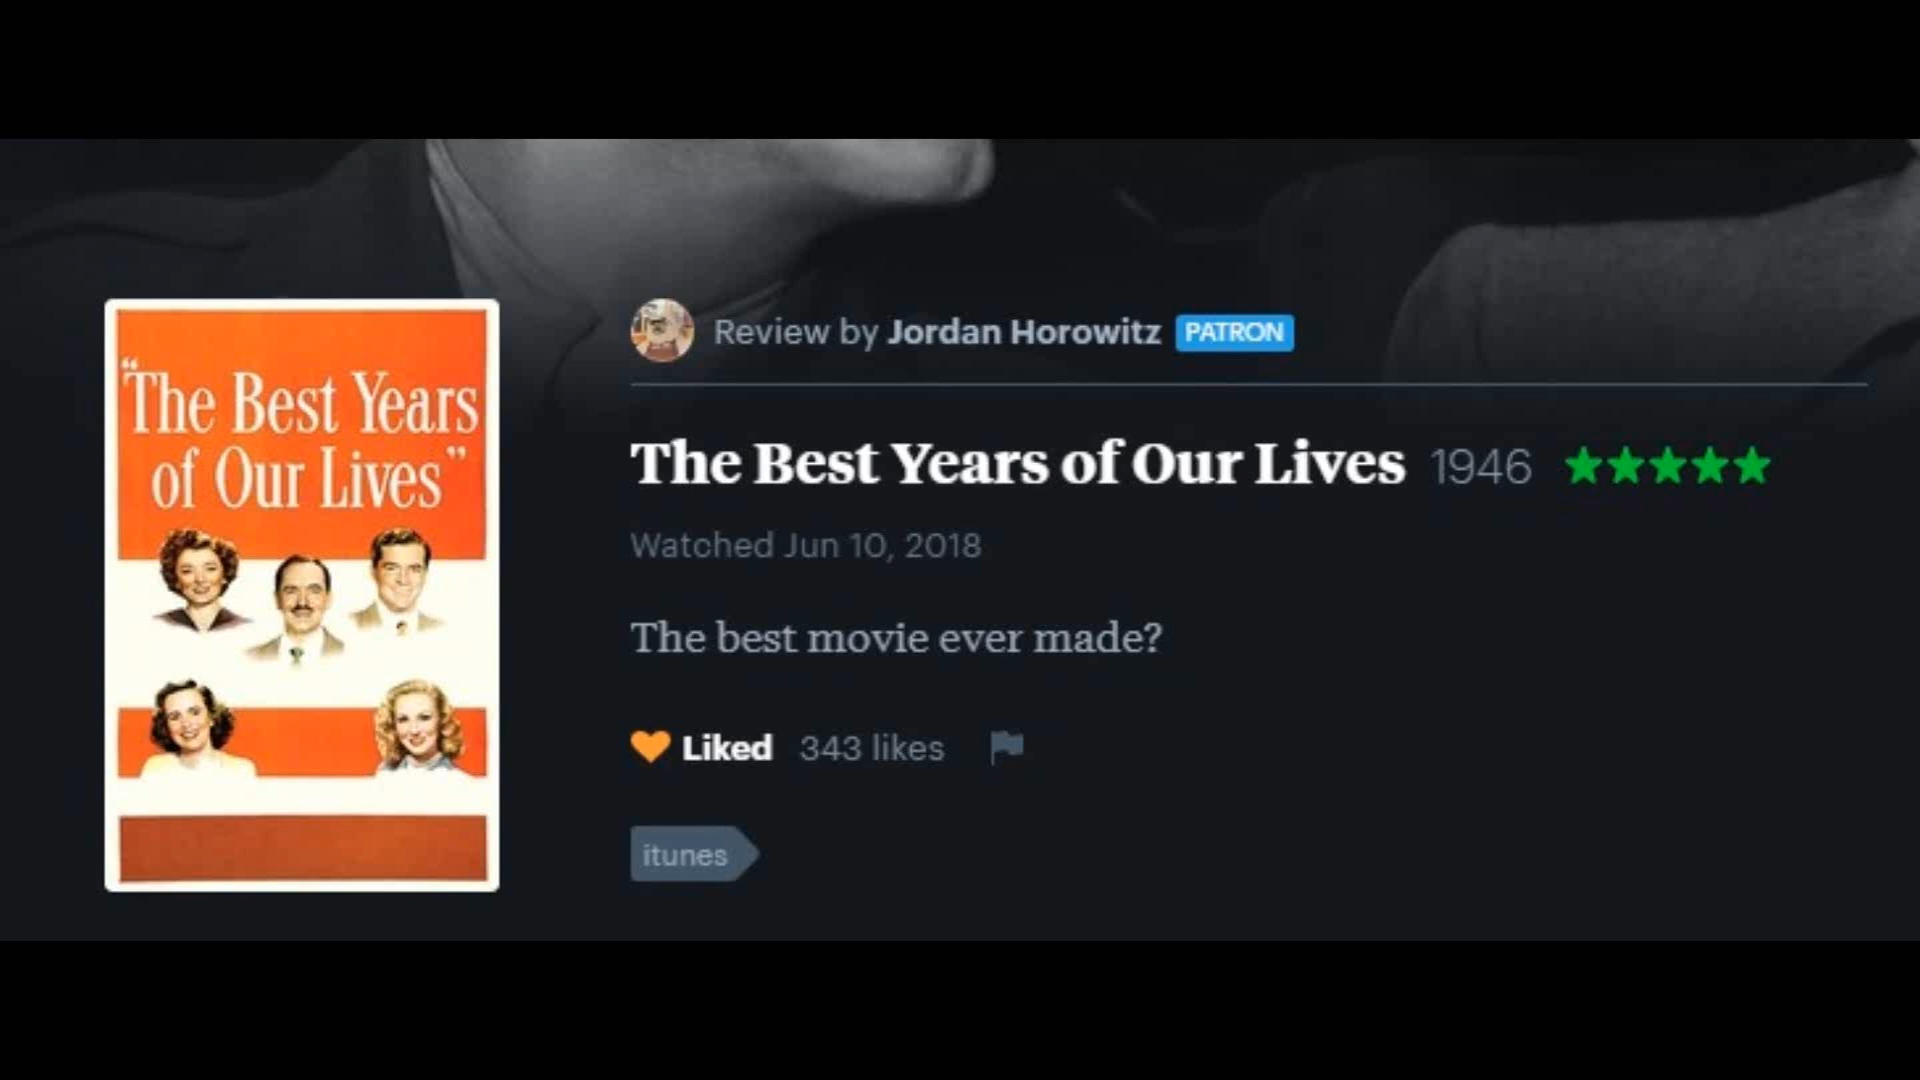 "The Best Years
of Our Lives"
Review by Jordan Horowitz PATRON
The Best Years of Our Lives 1946 ★★★★★
Watched Jun 10, 2018
The best movie ever made?
Liked 343 likes
itunes